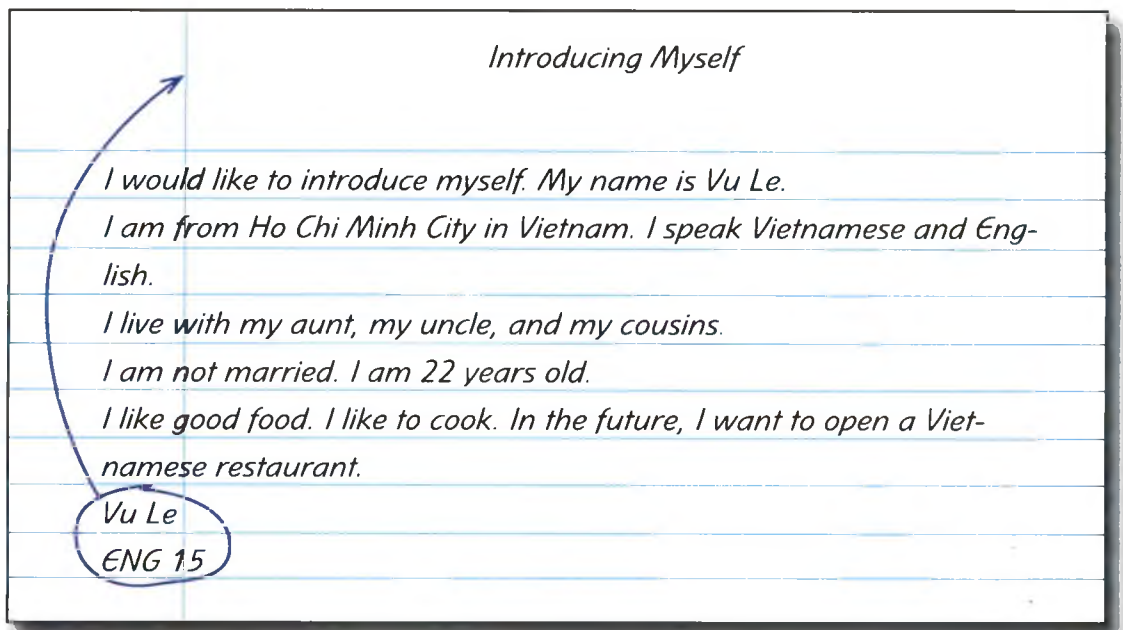 Introducing Myself
I would like to introduce myself. My name is Vu Le.
I am from Ho Chi Minh City in Vietnam. I speak Vietnamese and Eng-
lish.
I live with my aunt, my uncle, and my cousins.
I am not married. I am 22 years old.
I like good food. I like to cook. In the future, I want to open a Viet-
namese restaurant.
Vu Le
ENG 15